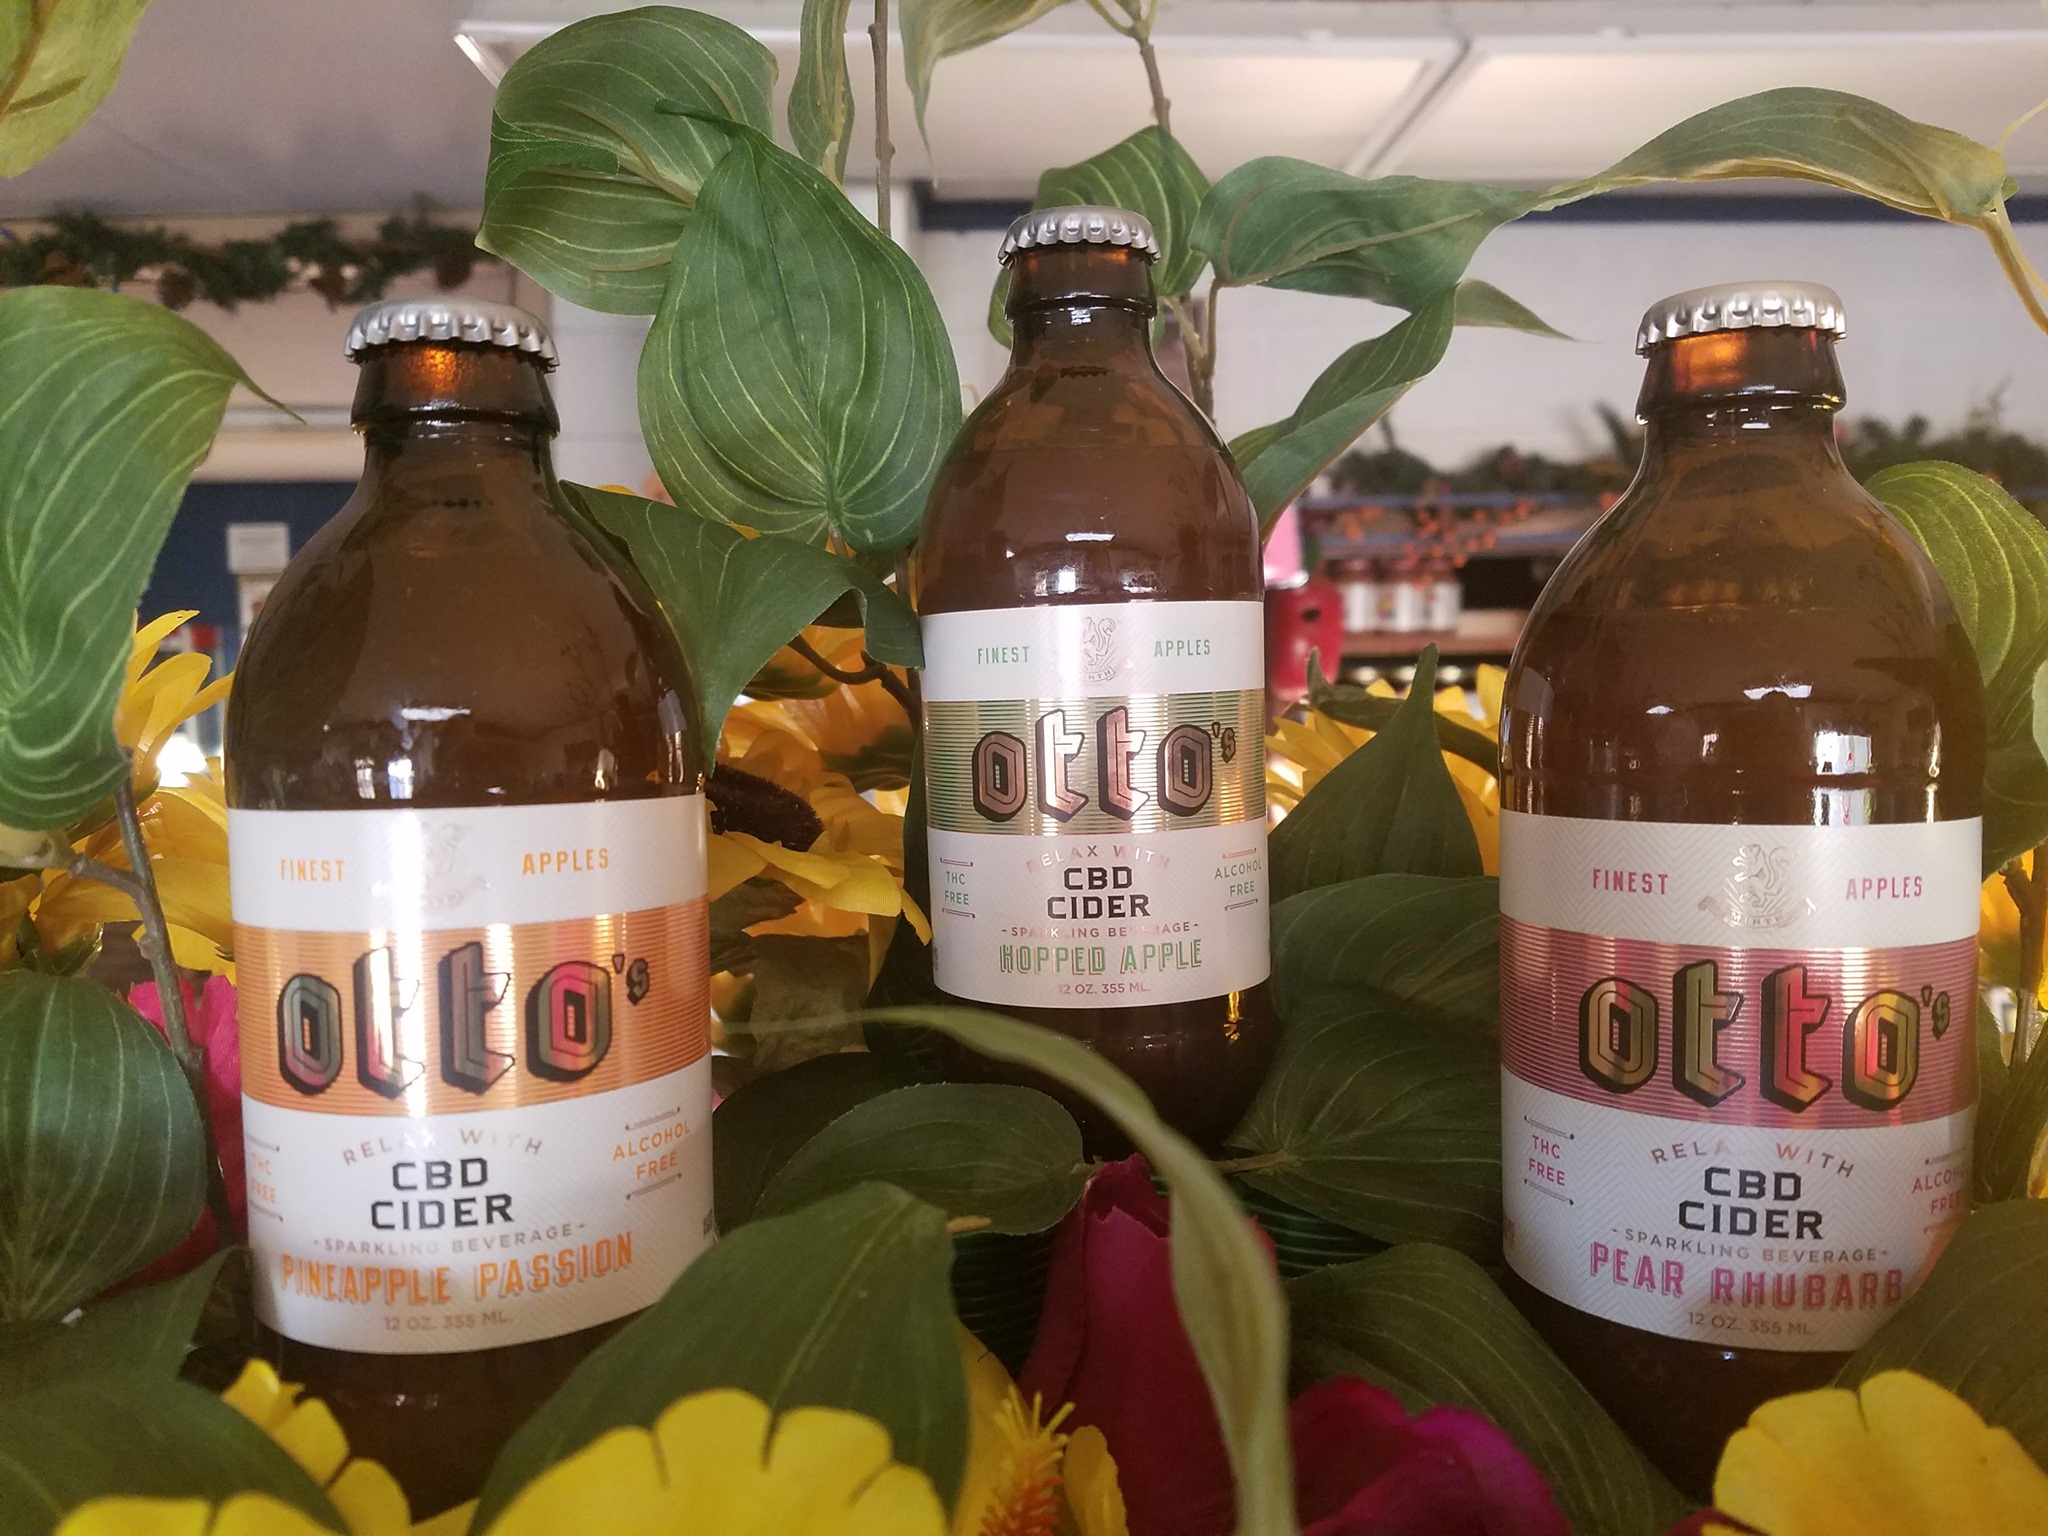 FINEST APPLES
otto's
RELAX WITH
CBD
CIDER
THC
FREE
ALCOHOL
FREE
-SPARKLING BEVERAGE-
PINEAPPLE PASSION
12 OZ. 355 ML.
FINEST APPLES
otto's
RELAX WITH
CBD
CIDER
THC
FREE
ALCOHOL
FREE
-SPARKLING BEVERAGE-
HOPPED APPLE
12 OZ. 355 ML.
FINEST APPLES
MIRTH
otto's
RELAX WITH
CBD
CIDER
THC
FREE
ALCOHOL
FREE
-SPARKLING BEVERAGE-
PEAR RHUBARB
12 OZ. 355 ML.